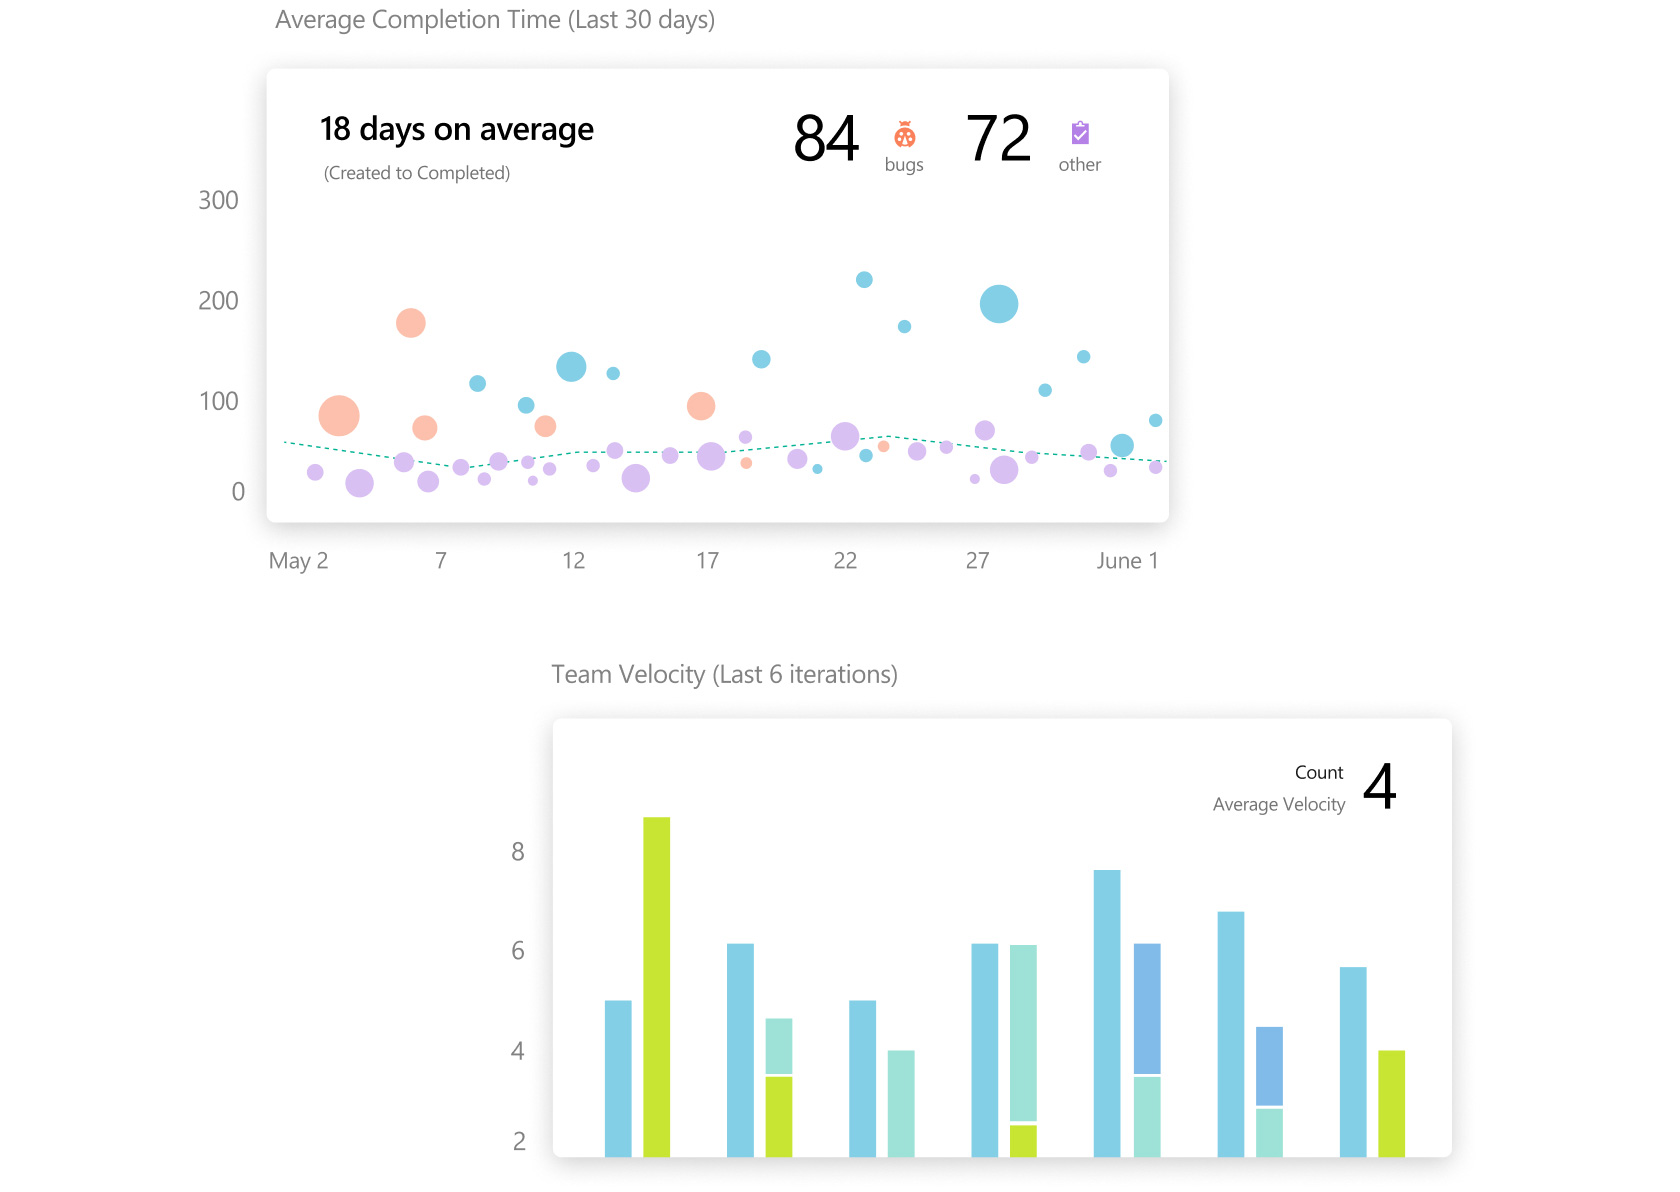 Average Completion Time (Last 30 days)
18 days on average
(Created to Completed)
84 bugs
72 other
300
200
100
0
May 2 7 12 17 22 27 June 1
Team Velocity (Last 6 iterations)
Count
Average Velocity
4
8
6
4
2